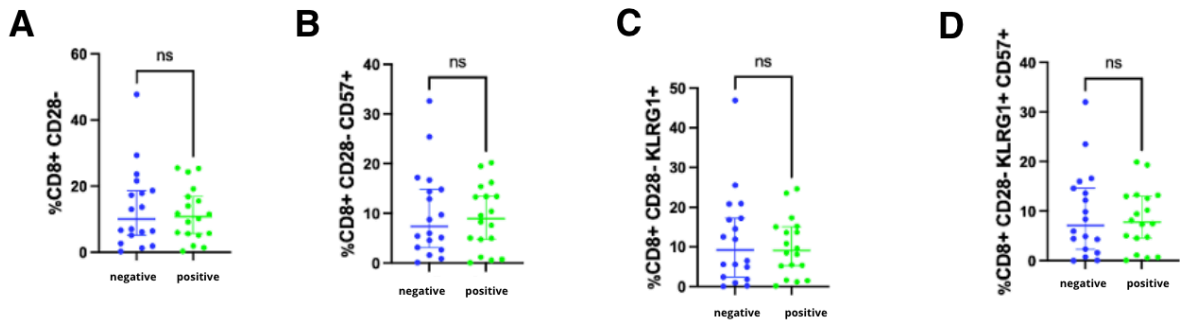 A
B
C
D
ns
60
40
20
0
%CD8+ CD28-
negative
positive
ns
40
30
20
10
0
%CD8+ CD28- CD57+
negative
positive
ns
50
40
30
20
10
0
%CD8+ CD28- KLRG1+
negative
positive
ns
40
30
20
10
0
%CD8+ CD28- KLRG1+ CD57+
negative
positive